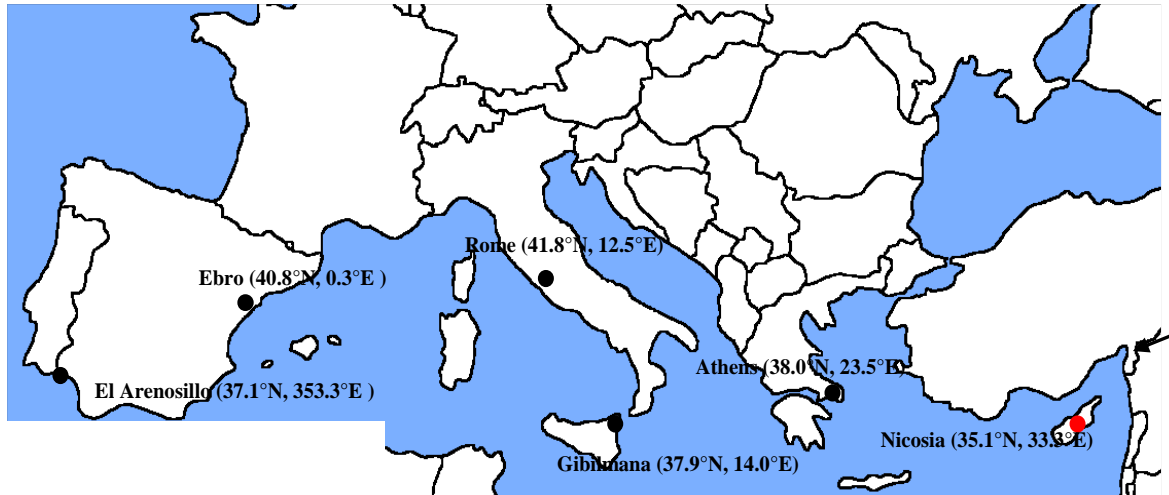 Rome (41.8°N, 12.5°E)
Ebro (40.8°N, 0.3°E )
Athens (38.0°N, 23.5°E)
El Arenosillo (37.1°N, 353.3°E )
Nicosia (35.1°N, 33.3°E)
Gibilmana (37.9°N, 14.0°E)